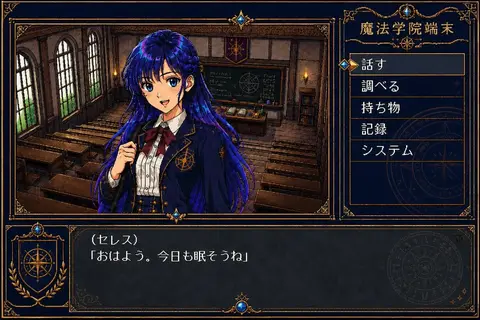 魔法学院端末
話す
調べる
持ち物
記録
システム
（セレス）
「おはよう。今日も眠そうね」